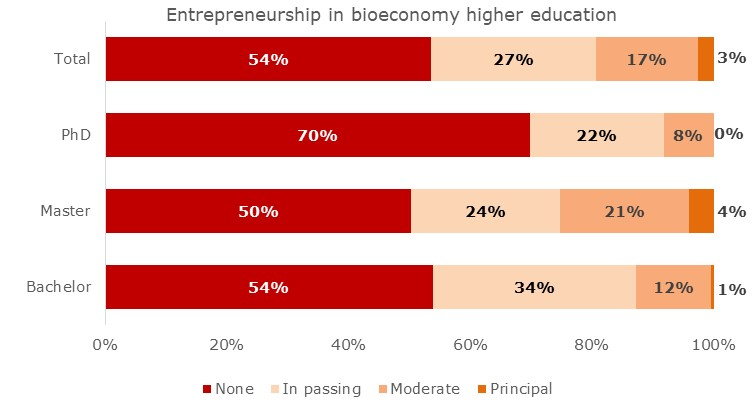 Entrepreneurship in bioeconomy higher education
Total 54% 27% 17% 3%
PhD 70% 22% 8% 0%
Master 50% 24% 21% 4%
Bachelor 54% 34% 12% 1%
0% 20% 40% 60% 80% 100%
None In passing Moderate Principal